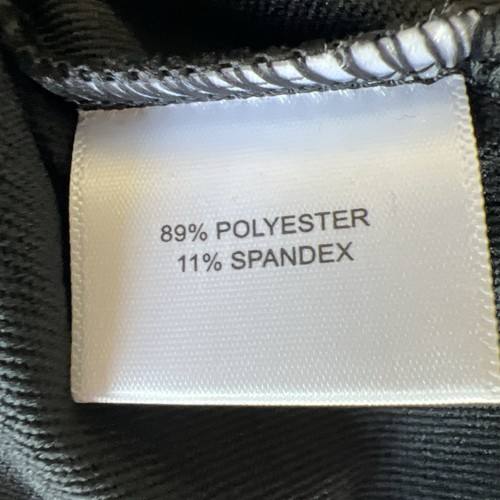 89% POLYESTER
11% SPANDEX